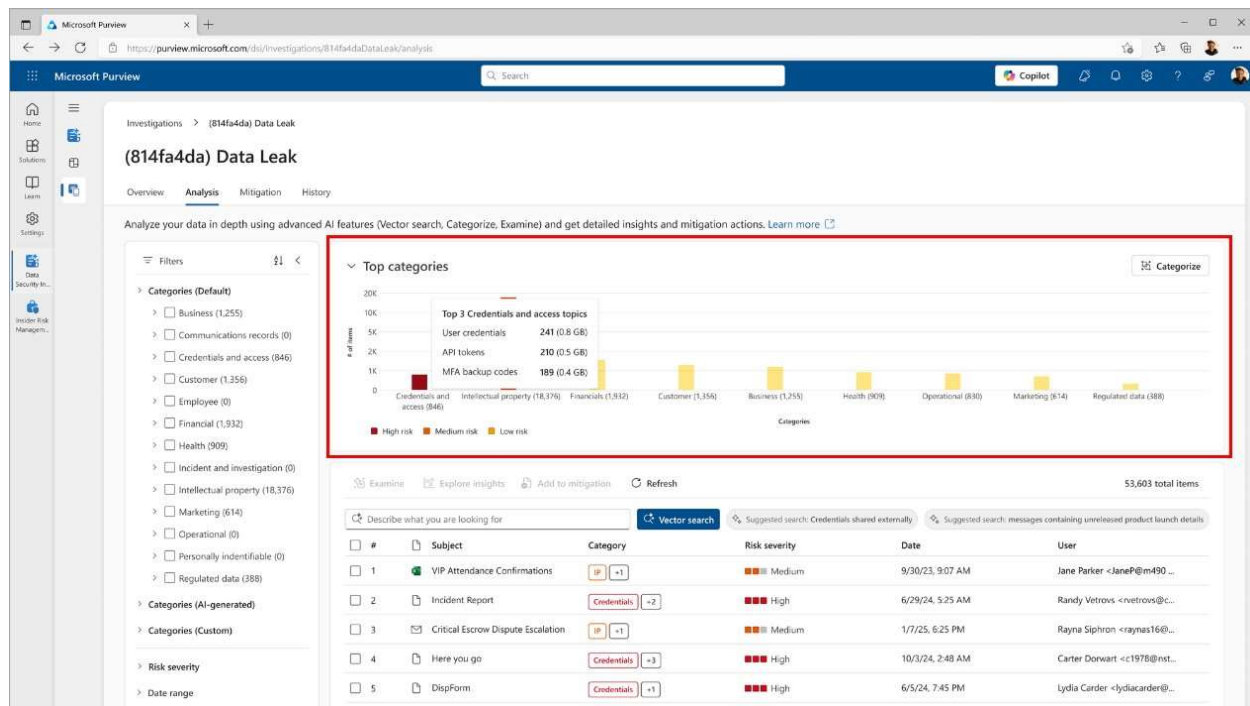 Microsoft Purview
https://purview.microsoft.com/dsi/investigations/814fa4daDataLeak/analysis
Microsoft Purview
Search
Copilot
Home
Solutions
Learn
Settings
Data
Security In...
Insider Risk
Managem...
Investigations > (814fa4da) Data Leak
(814fa4da) Data Leak
Overview Analysis Mitigation History
Analyze your data in depth using advanced AI features (Vector search, Categorize, Examine) and get detailed insights and mitigation actions. Learn more
Filters
Categories (Default)
Business (1,255)
Communications records (0)
Credentials and access (846)
Customer (1,356)
Employee (0)
Financial (1,932)
Health (909)
Incident and investigation (0)
Intellectual property (18,376)
Marketing (614)
Operational (0)
Personally indentifiable (0)
Regulated data (388)
Categories (AI-generated)
Categories (Custom)
Risk severity
Date range
Top categories
Categorize
# of items
20K
10K
5K
2K
1K
0
Top 3 Credentials and access topics
User credentials 241 (0.8 GB)
API tokens 210 (0.5 GB)
MFA backup codes 189 (0.4 GB)
Credentials and access (846)
Intellectual property (18,376)
Financials (1,932)
Customer (1,356)
Business (1,255)
Health (909)
Operational (830)
Marketing (614)
Regulated data (388)
Categories
High risk Medium risk Low risk
Examine Explore insights Add to mitigation Refresh 53,603 total items
Describe what you are looking for
Vector search
Suggested search: Credentials shared externally
Suggested search: messages containing unreleased product launch details
# Subject Category Risk severity Date User
1 VIP Attendance Confirmations IP +1 Medium 9/30/23, 9:07 AM Jane Parker <JaneP@m490 ...
2 Incident Report Credentials +2 High 6/29/24, 5:25 AM Randy Vetrovs <rvetrovs@c...
3 Critical Escrow Dispute Escalation IP +1 Medium 1/7/25, 6:25 PM Rayna Siphron <raynas16@...
4 Here you go Credentials +3 High 10/3/24, 2:48 AM Carter Dorwart <c1978@nst...
5 DispForm Credentials +1 High 6/5/24, 7:45 PM Lydia Carder <lydiacarder@...